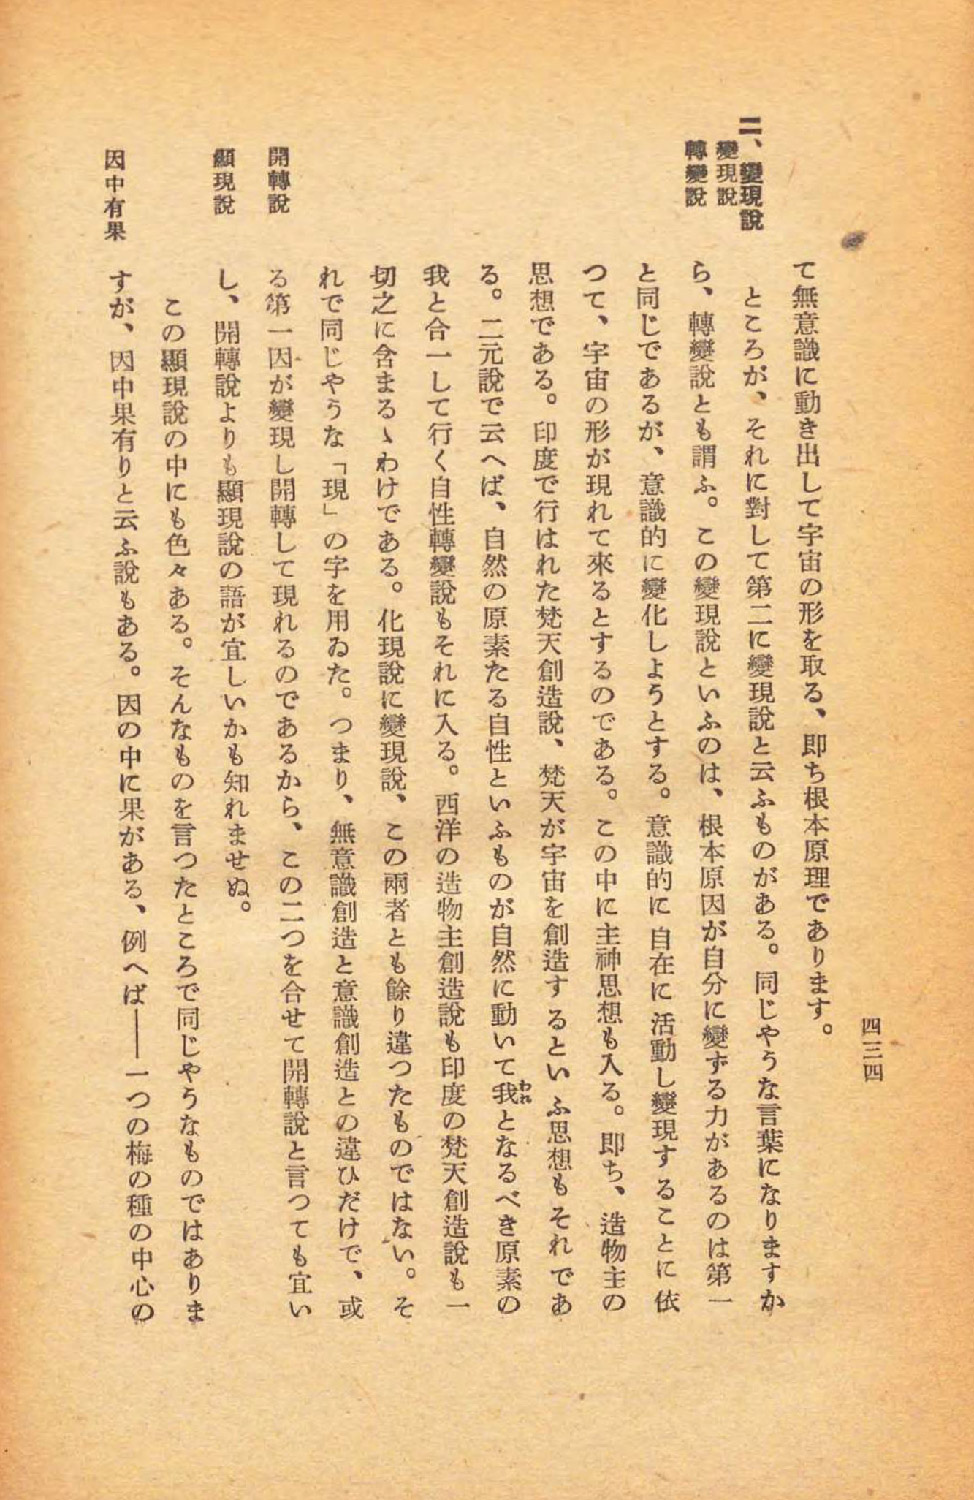 四三四
て無意識に動き出して宇宙の形を取る、即ち根本原理であります。
二、變現說
變現說
轉變說
ところが、それに對して第二に變現說と云ふものがある。同じやうな言葉になりますか
ら、轉變說とも謂ふ。この變現說といふのは、根本原因が自分に變ずる力があるのは第一
と同じであるが、意識的に變化しようとする。意識的に自在に活動し變現することに依
つて、宇宙の形が現れて來るとするのである。この中に主神思想も入る。即ち、造物主の
思想である。印度で行はれた梵天創造說、梵天が宇宙を創造するといふ思想もそれであ
る。二元說で云へば、自然の原素たる自性といふものが自然に動いて我われとなるべき原素の
我と合一して行く自性轉變說もそれに入る。西洋の造物主創造說も印度の梵天創造說も一
切之に含まるゝわけである。化現說に變現說、この兩者とも餘り違つたものではない。そ
れで同じやうな「現」の字を用ゐた。つまり、無意識創造と意識創造との違ひだけで、或
開轉說
る第一因が變現し開轉して現れるのであるから、この二つを合せて開轉說と言つても宜い
顯現說
し、開轉說よりも顯現說の語が宜しいかも知れませぬ。
この顯現說の中にも色々ある。そんなものを言つたところで同じやうなものではありま
因中有果
すが、因中果有りと云ふ說もある。因の中に果がある、例へば――一つの梅の種の中心の